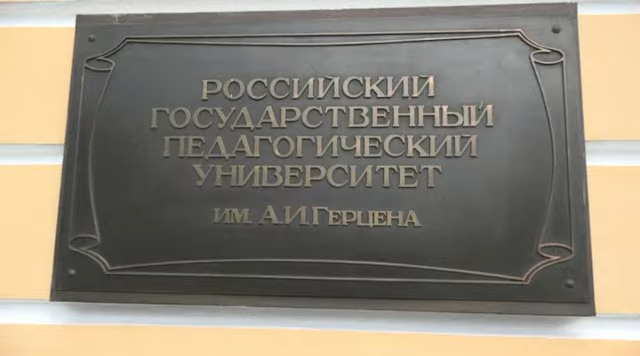 РОССИЙСКИЙ
ГОСУДАРСТВЕННЫЙ
ПЕДАГОГИЧЕСКИЙ
УНИВЕРСИТЕТ
ИМ. А.И.ГЕРЦЕНА